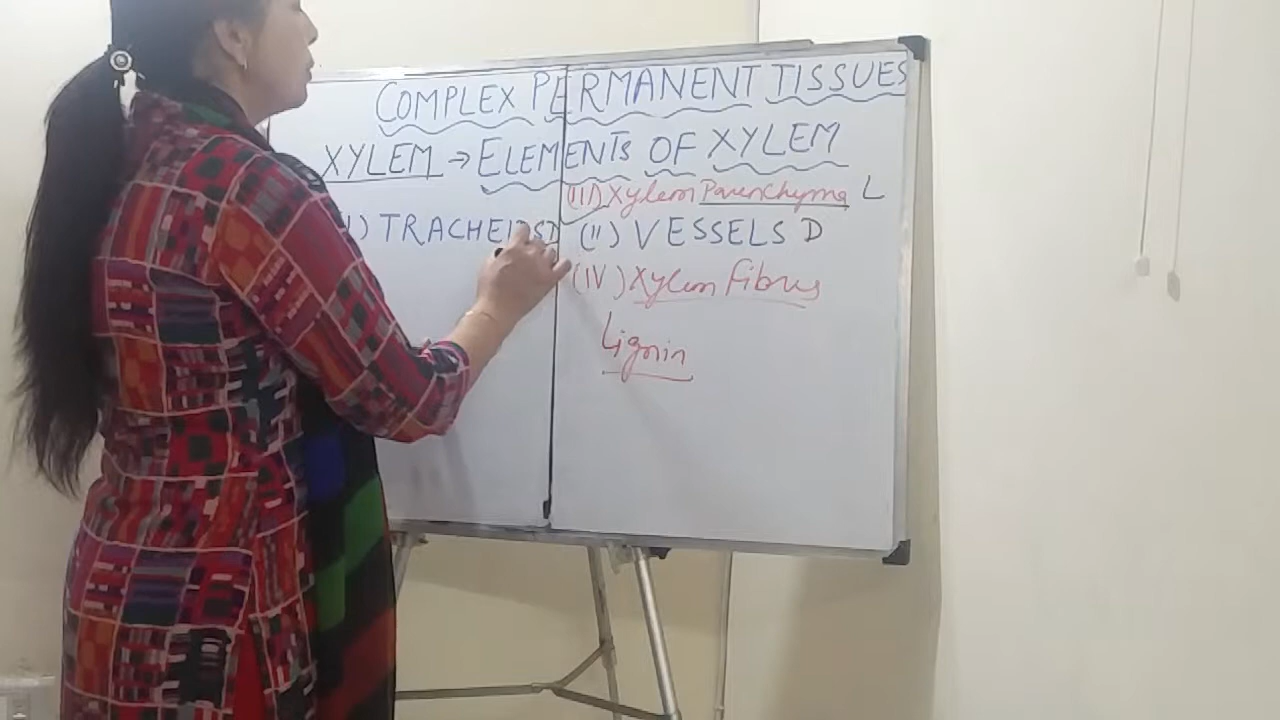 COMPLEX PERMANENT TISSUES
XYLEM → ELEMENTS OF XYLEM
(III) Xylem Parenchyma L
I) TRACHEIDS D (II) VESSELS D
(IV) Xylem Fibres
Lignin